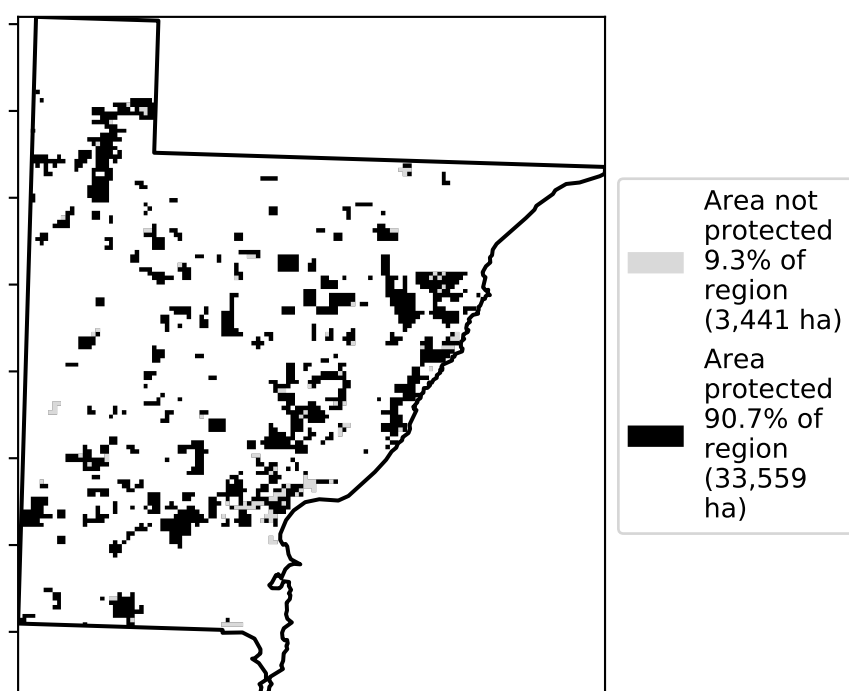 Area not
protected
9.3% of
region
(3,441 ha)
Area
protected
90.7% of
region
(33,559
ha)